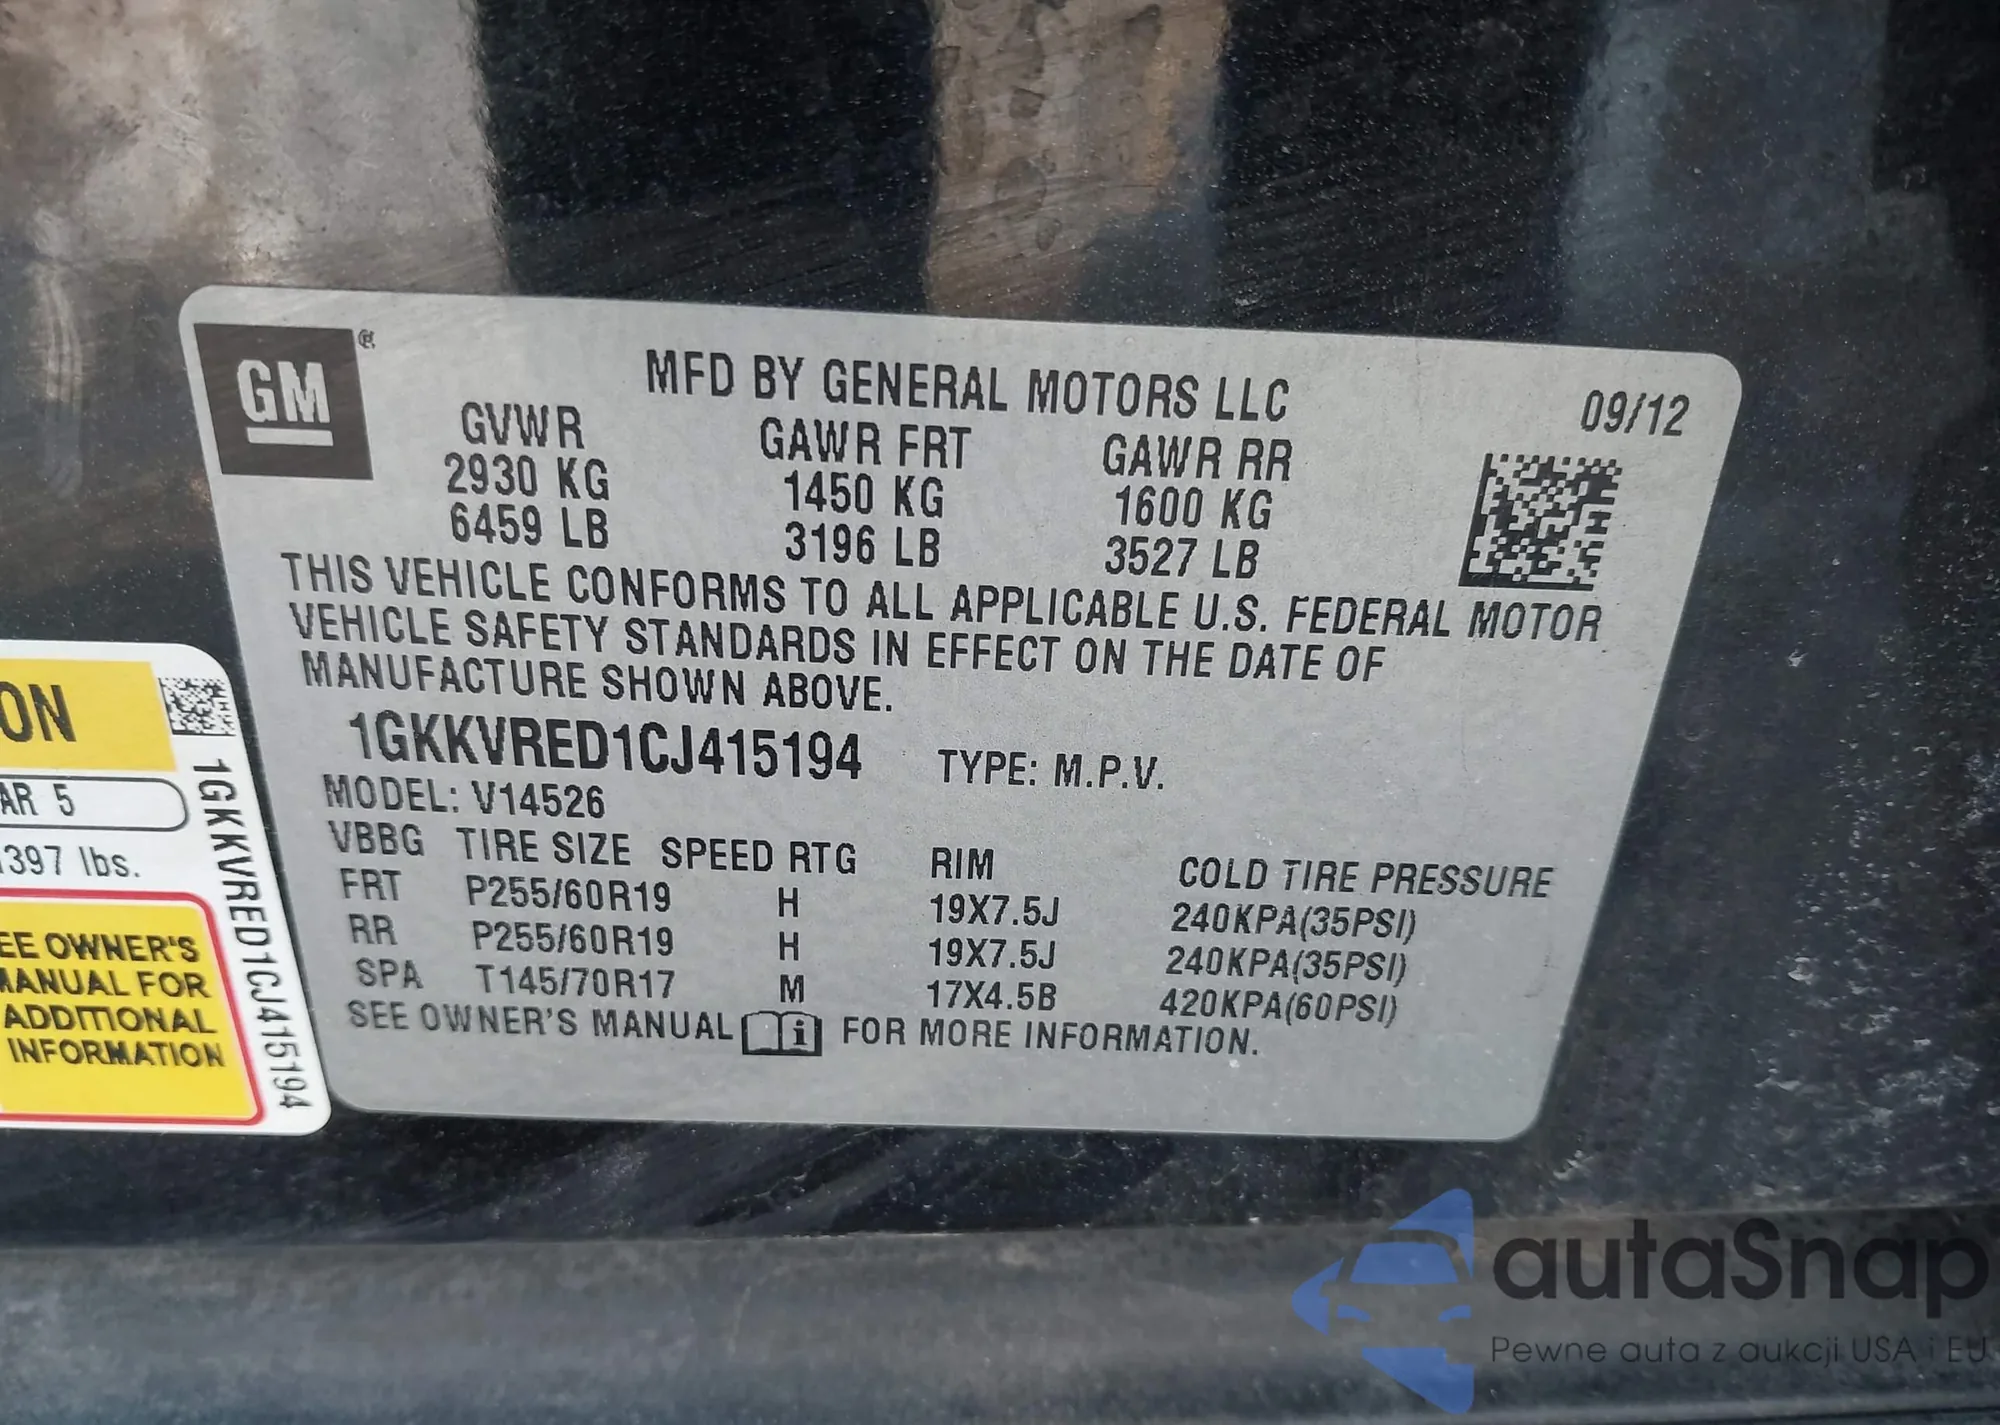 GM
MFD BY GENERAL MOTORS LLC
09/12
GVWR GAWR FRT GAWR RR
2930 KG 1450 KG 1600 KG
6459 LB 3196 LB 3527 LB
THIS VEHICLE CONFORMS TO ALL APPLICABLE U.S. FEDERAL MOTOR
VEHICLE SAFETY STANDARDS IN EFFECT ON THE DATE OF
MANUFACTURE SHOWN ABOVE.
1GKKVRED1CJ415194 TYPE: M.P.V.
MODEL: V14526
VBBG TIRE SIZE SPEED RTG RIM COLD TIRE PRESSURE
FRT P255/60R19 H 19X7.5J 240KPA(35PSI)
RR P255/60R19 H 19X7.5J 240KPA(35PSI)
SPA T145/70R17 M 17X4.5B 420KPA(60PSI)
SEE OWNER'S MANUAL i FOR MORE INFORMATION.
ON
AR 5
397 lbs.
EE OWNER'S
MANUAL FOR
ADDITIONAL
INFORMATION
1GKKVRED1CJ415194
autaSnap
Pewne auta z aukcji USA i EU